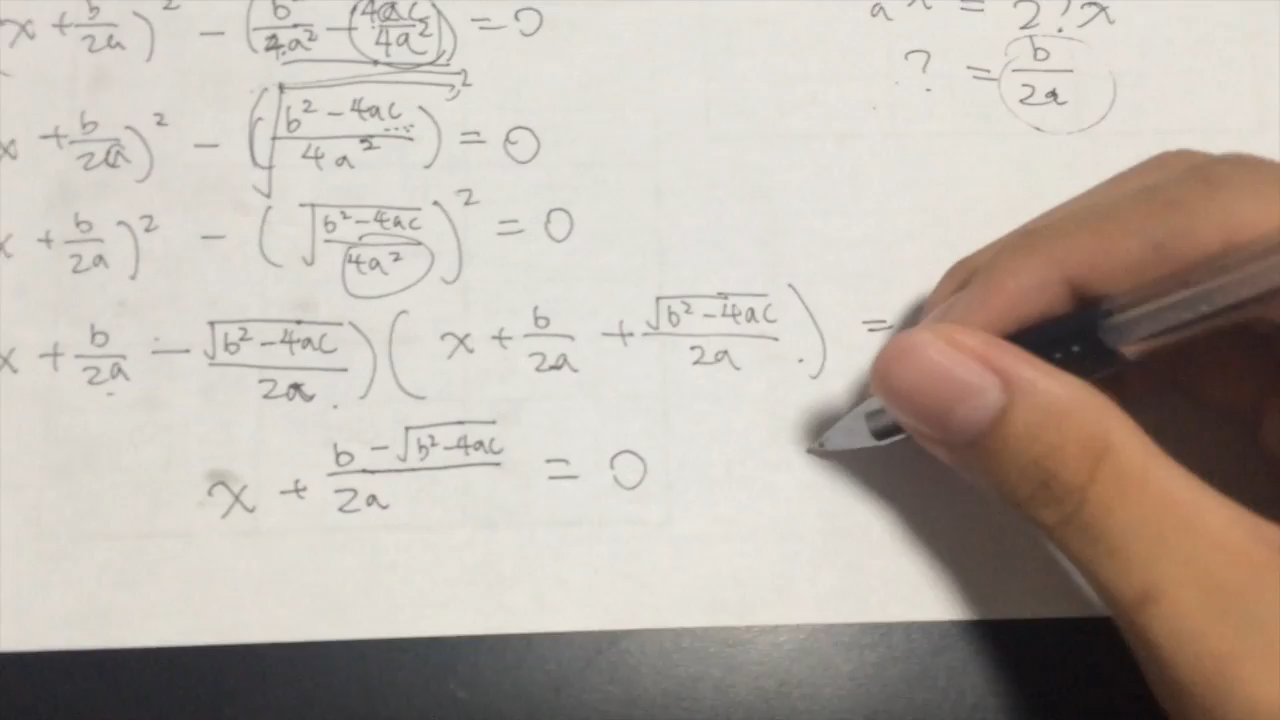 x + b/2a)² − (b/4a² − (4ac/4a²)) = 0
x + b/2a)² − (√(b² − 4ac)/4a²)² = 0
x + b/2a)² − (√(b² − 4ac)/4a²)² = 0
x + b/2a − √(b² − 4ac)/2a)(x + b/2a + √(b² − 4ac)/2a.) =
x + (b − √(b² − 4ac))/2a = 0
= 2?x
? = b/2a